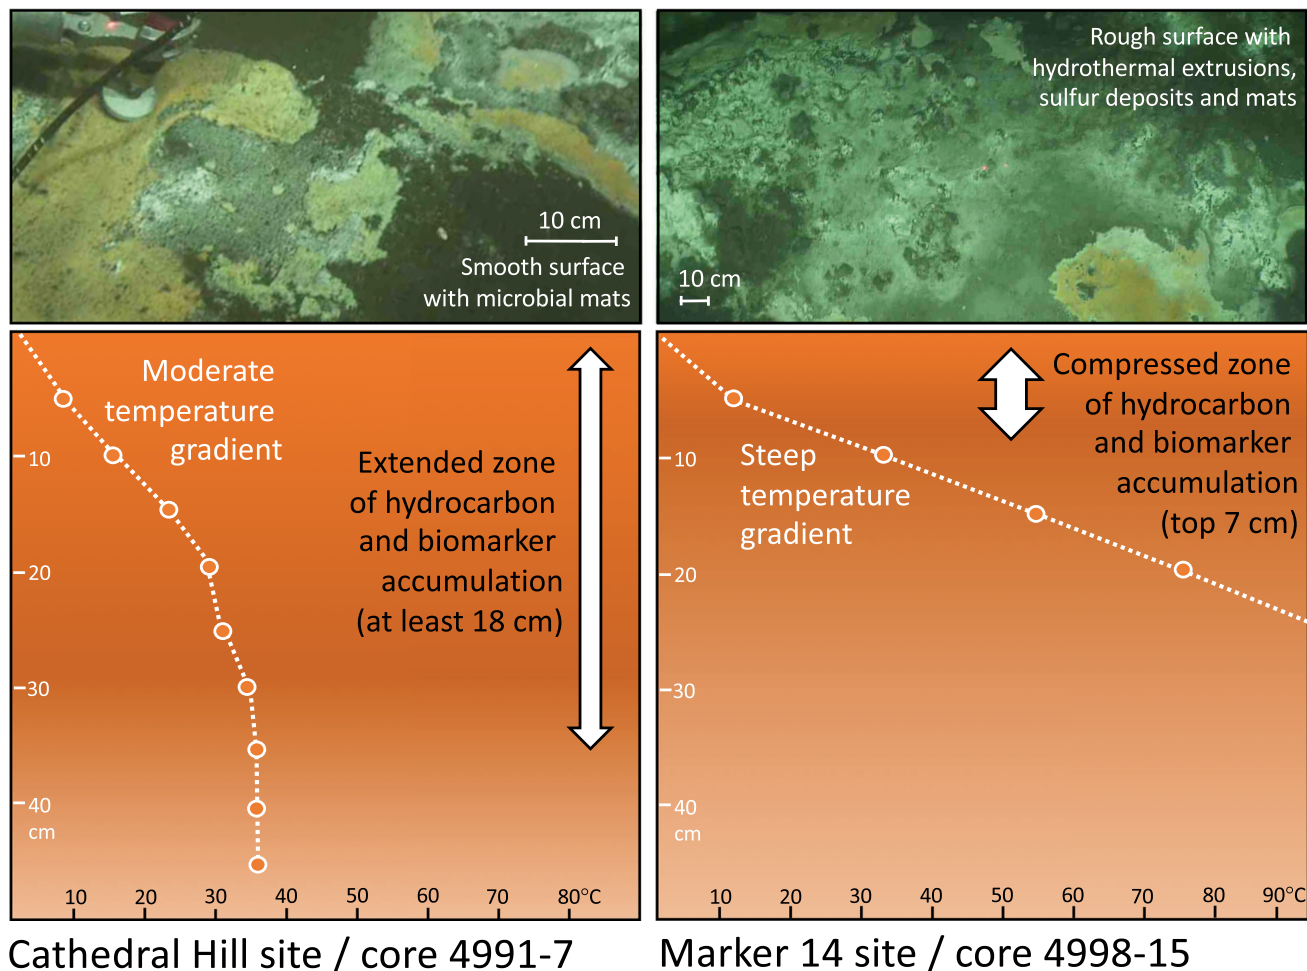 10 cm
Smooth surface
with microbial mats
Rough surface with
hydrothermal extrusions,
sulfur deposits and mats
10 cm
Moderate
temperature
gradient
Extended zone
of hydrocarbon
and biomarker
accumulation
(at least 18 cm)
10
20
30
40
cm
10 20 30 40 50 60 70 80°C
Cathedral Hill site / core 4991-7
Compressed zone
of hydrocarbon
and biomarker
accumulation
(top 7 cm)
Steep
temperature
gradient
10
20
30
40
cm
10 20 30 40 50 60 70 80 90°C
Marker 14 site / core 4998-15